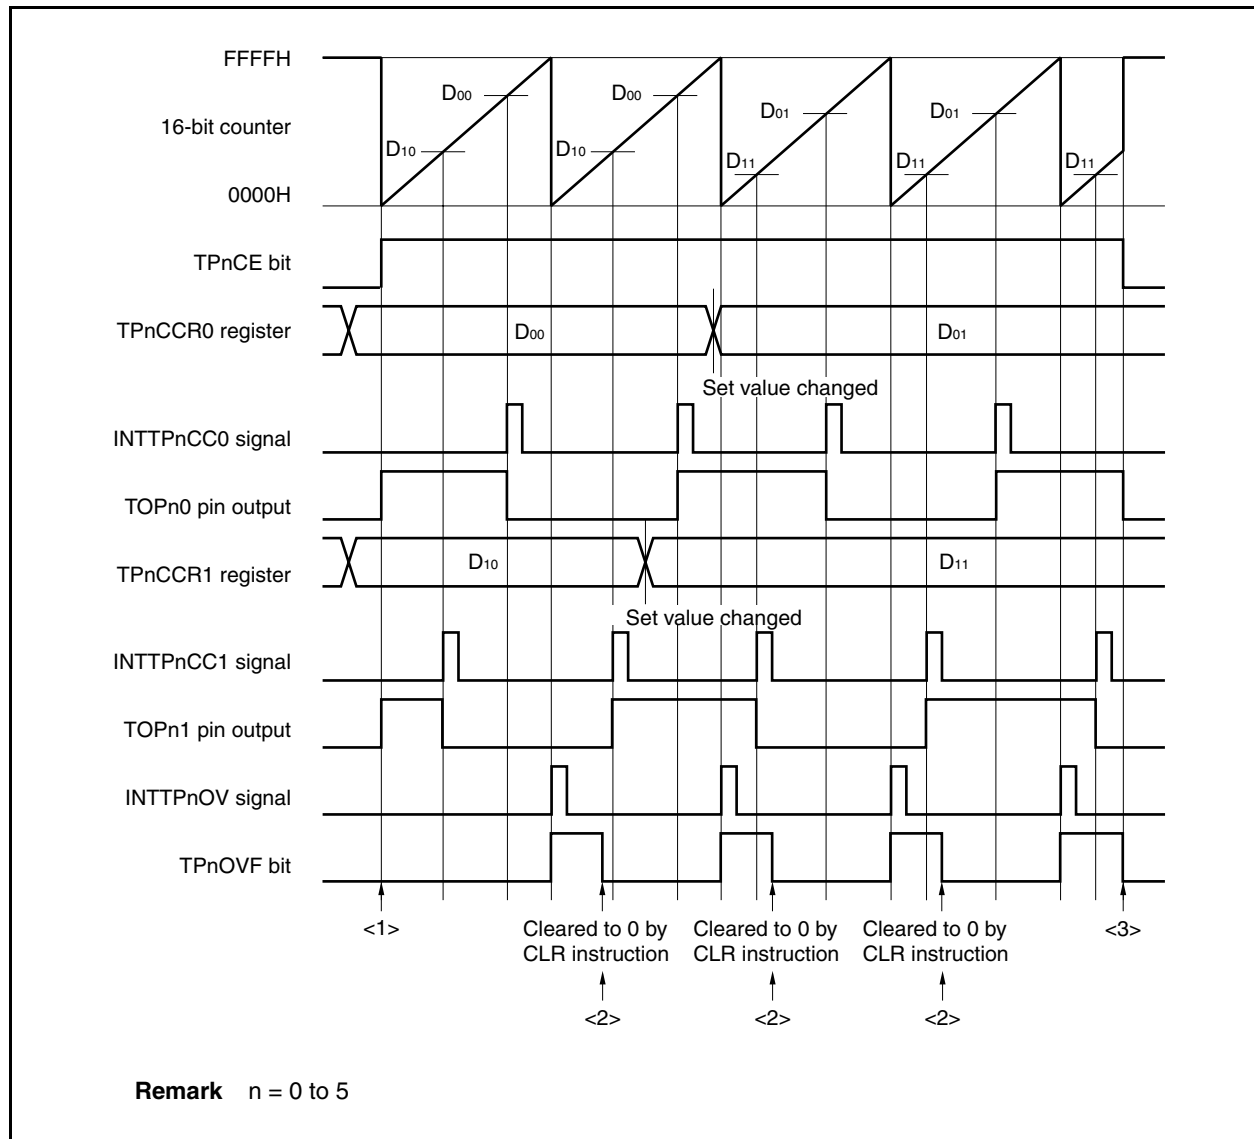 FFFFH
D00
D00
D01
D01
16-bit counter
D10
D10
D11
D11
D11
0000H
TPnCE bit
TPnCCR0 register
D00
D01
Set value changed
INTTPnCC0 signal
TOPn0 pin output
TPnCCR1 register
D10
D11
Set value changed
INTTPnCC1 signal
TOPn1 pin output
INTTPnOV signal
TPnOVF bit
<1>
Cleared to 0 by
CLR instruction
Cleared to 0 by
CLR instruction
Cleared to 0 by
CLR instruction
<3>
<2>
<2>
<2>
Remark n = 0 to 5